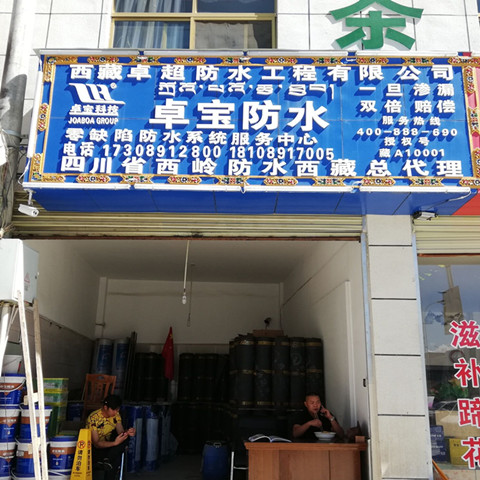 余
西藏卓超防水工程有限公司
卓宝科技
JOABOA GROUP
卓宝防水
零缺陷防水系统服务中心
电话 17308912800 18108917005
四川省西岭防水西藏总代理
一旦渗漏
双倍赔偿
服务热线
400-888-690
授权号
藏A10001
滋补蹄花